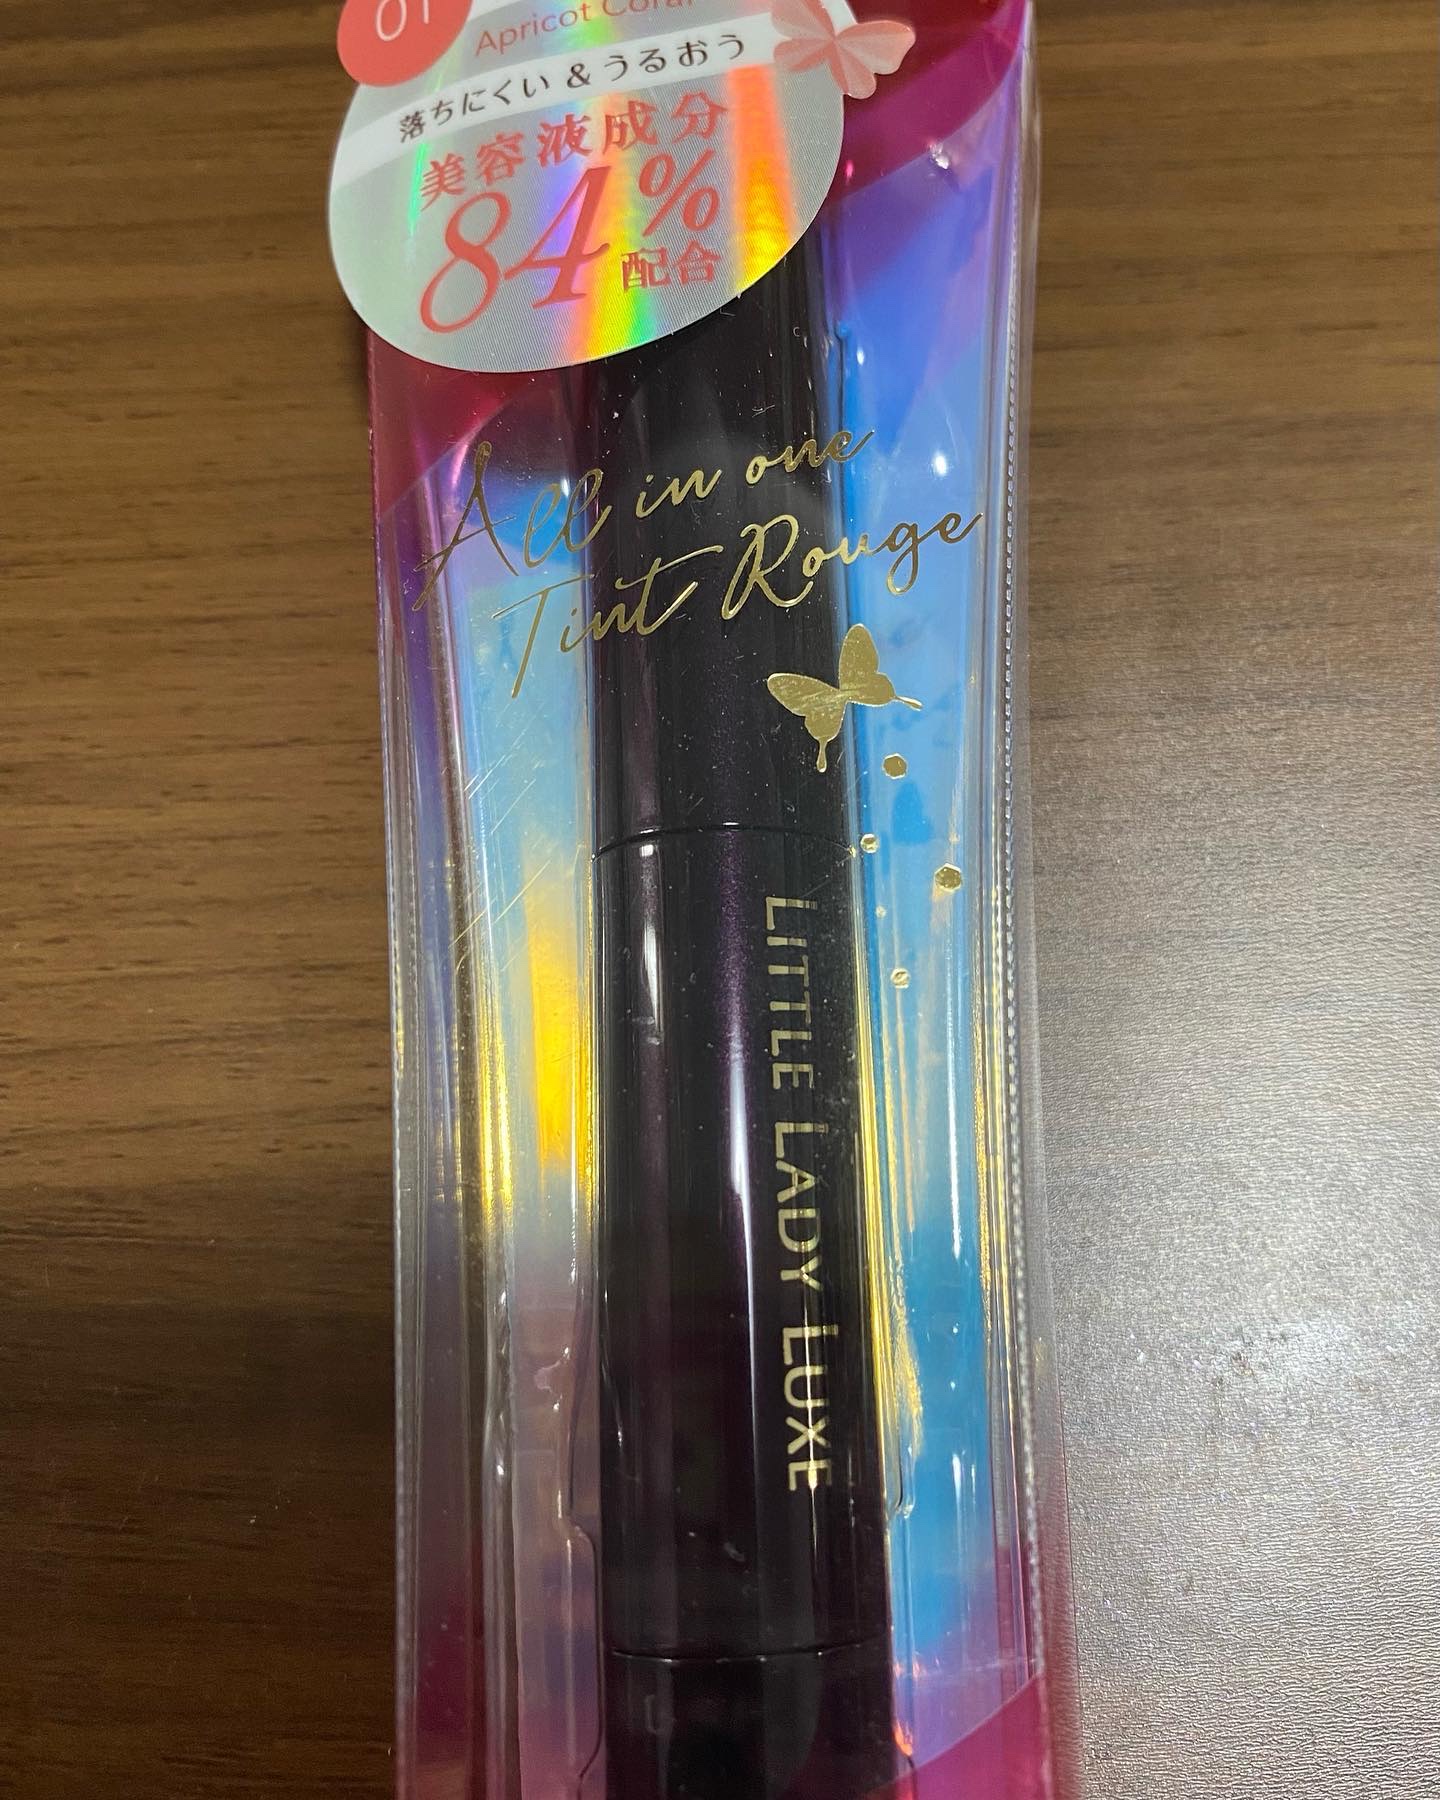 01
Apricot Coral
落ちにくい&うるおう
美容液成分
84%
配合
All in one
Tint Rouge
LITTLE LADY LUXE